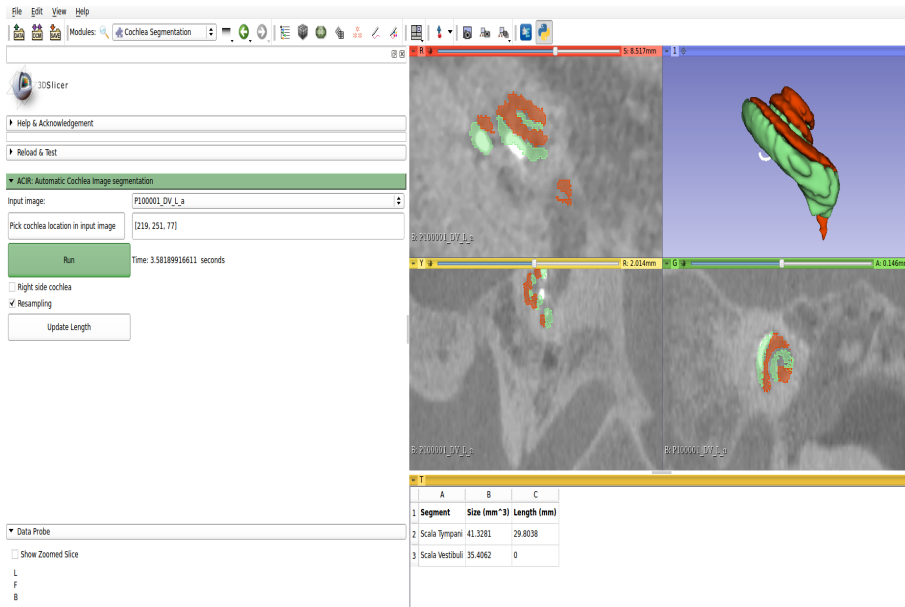 File Edit View Help
DATA DCM SAVE Modules: Cochlea Segmentation
3DSlicer
Help & Acknowledgement
Reload & Test
ACIR: Automatic Cochlea Image segmentation
Input image: P100001_DV_L_a
Pick cochlea location in input image [219, 251, 77]
Run Time: 3.58189916611 seconds
Right side cochlea
Resampling
Update Length
Data Probe
Show Zoomed Slice
L
F
B
R S: 8.517mm
B: P100001_DV_L_a
1
Y R: 2.014mm
B: P100001_DV_L_a
G A: 0.146mm
B: P100001_DV_L_a
T
A B C
1 Segment Size (mm^3) Length (mm)
2 Scala Tympani 41.3281 29.8038
3 Scala Vestibuli 35.4062 0